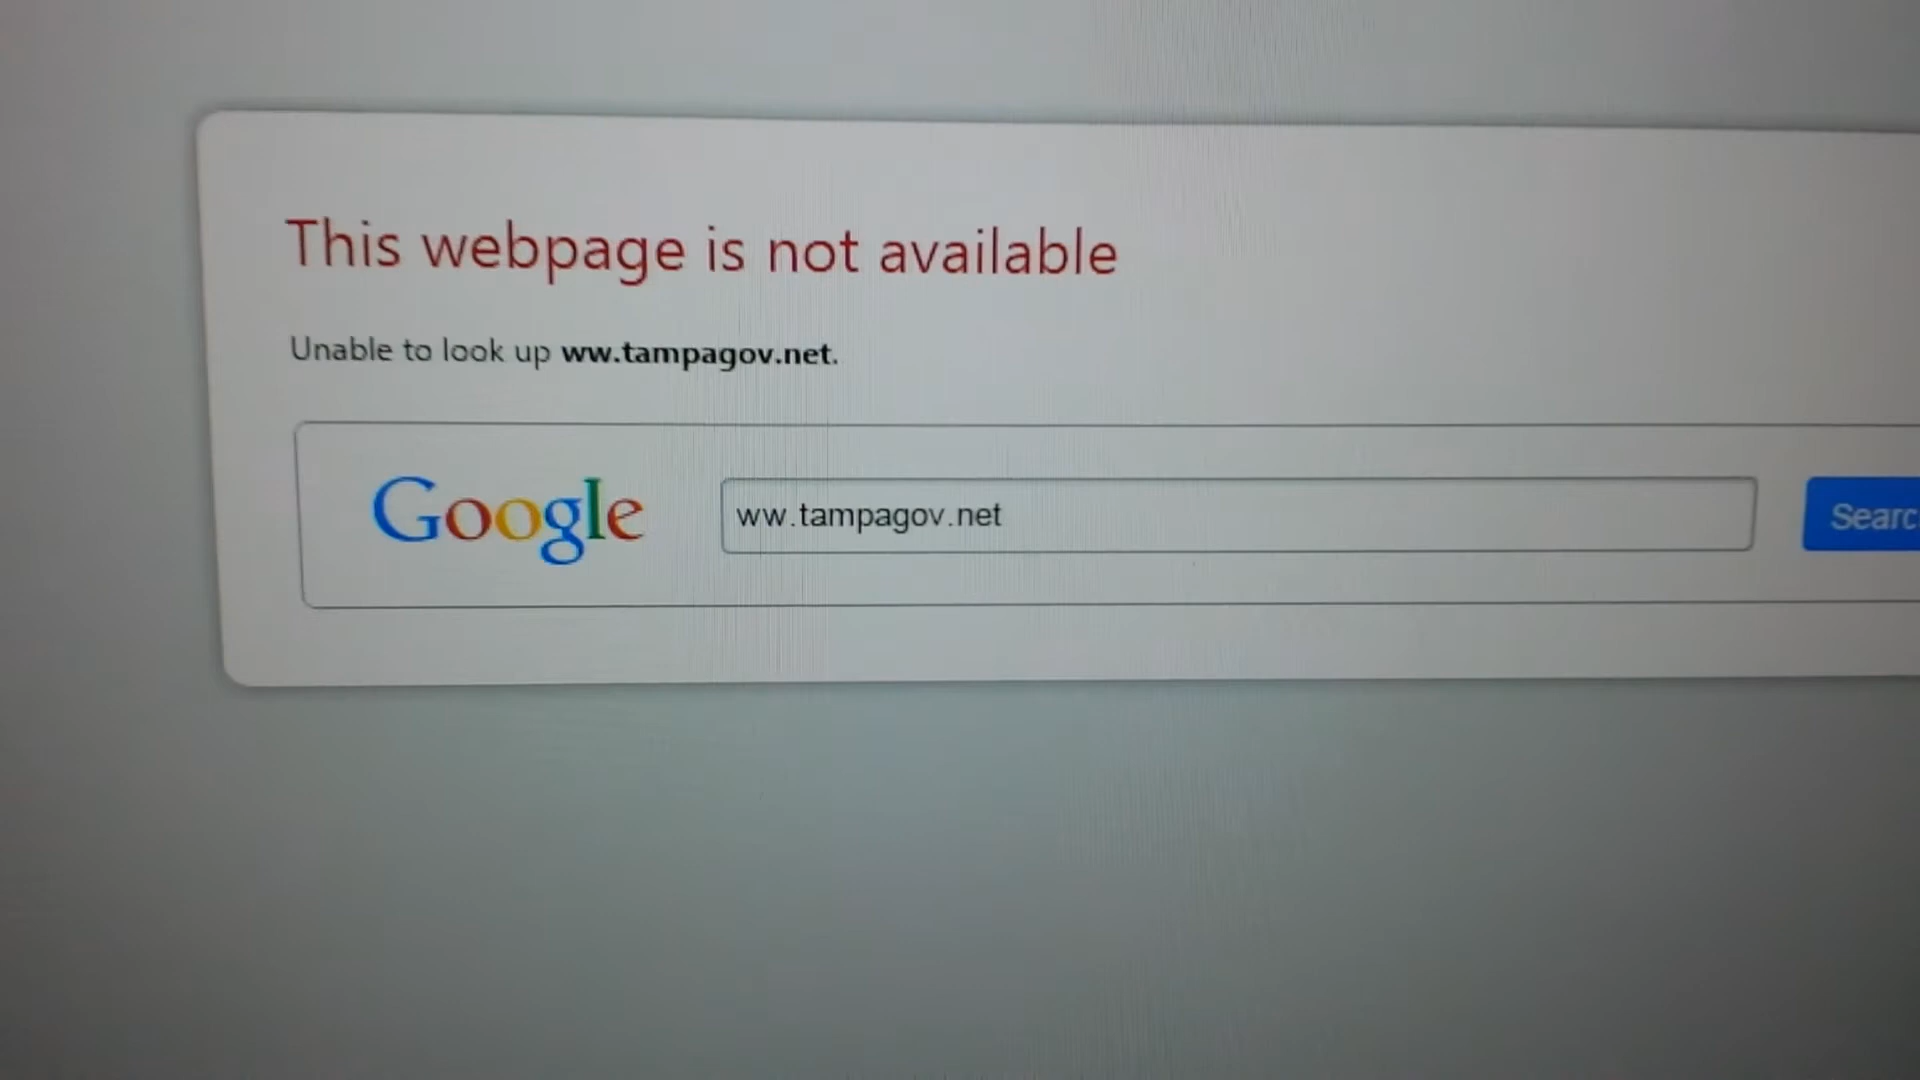 This webpage is not available
Unable to look up ww.tampagov.net.
Google
ww.tampagov.net
Searc